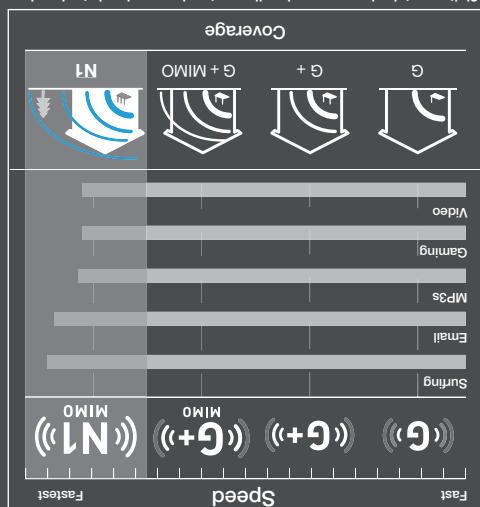 Fast Speed Fastest
G G+ G+ N1
MIMO MIMO
Surfing
Email
MP3s
Gaming
Video
G G + G + MIMO N1
Coverage